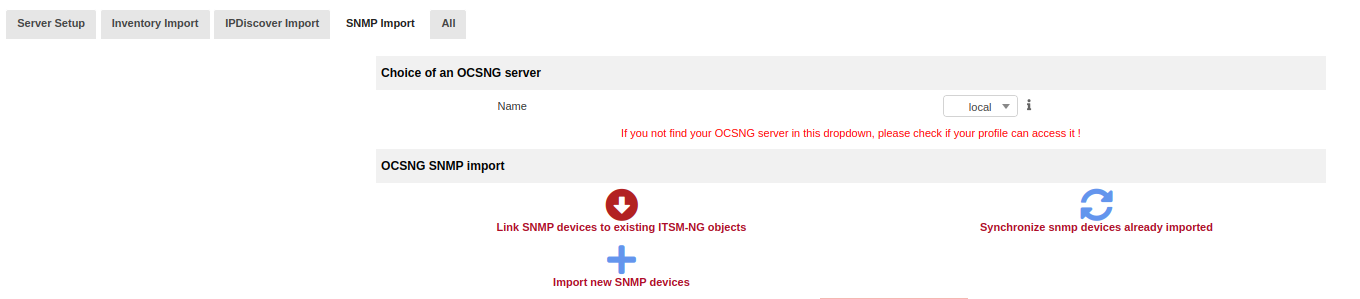 Server Setup Inventory Import IPDiscover Import SNMP Import All
Choice of an OCSNG server
Name local
If you not find your OCSNG server in this dropdown, please check if your profile can access it !
OCSNG SNMP import
Link SNMP devices to existing ITSM-NG objects Synchronize snmp devices already imported
Import new SNMP devices